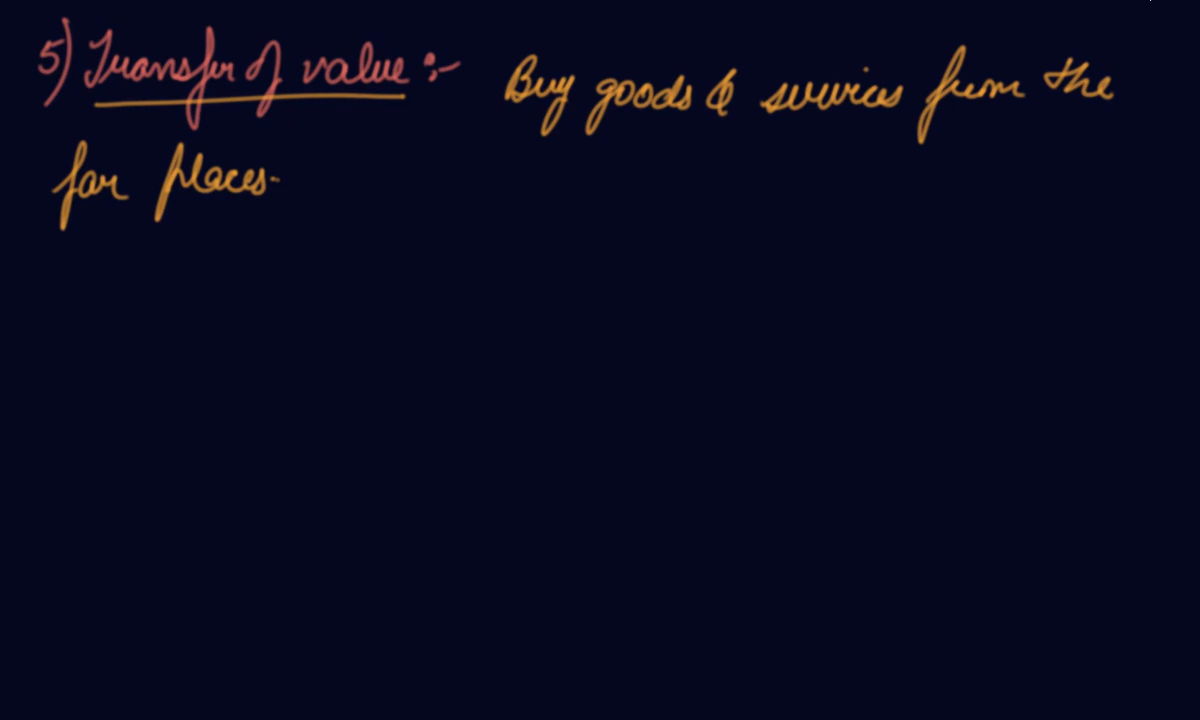 5) Transfer of value :- Buy goods & services from the
far places.